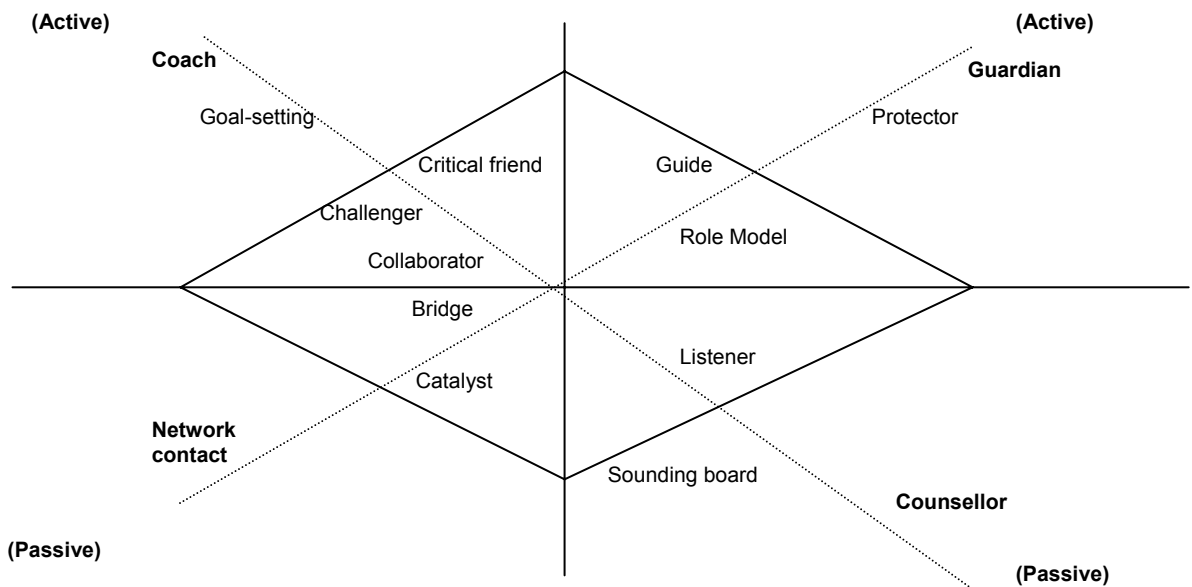 (Active)
(Active)
Coach
Guardian
Goal-setting
Protector
Critical friend
Guide
Challenger
Role Model
Collaborator
Bridge
Listener
Catalyst
Network
contact
Sounding board
Counsellor
(Passive)
(Passive)